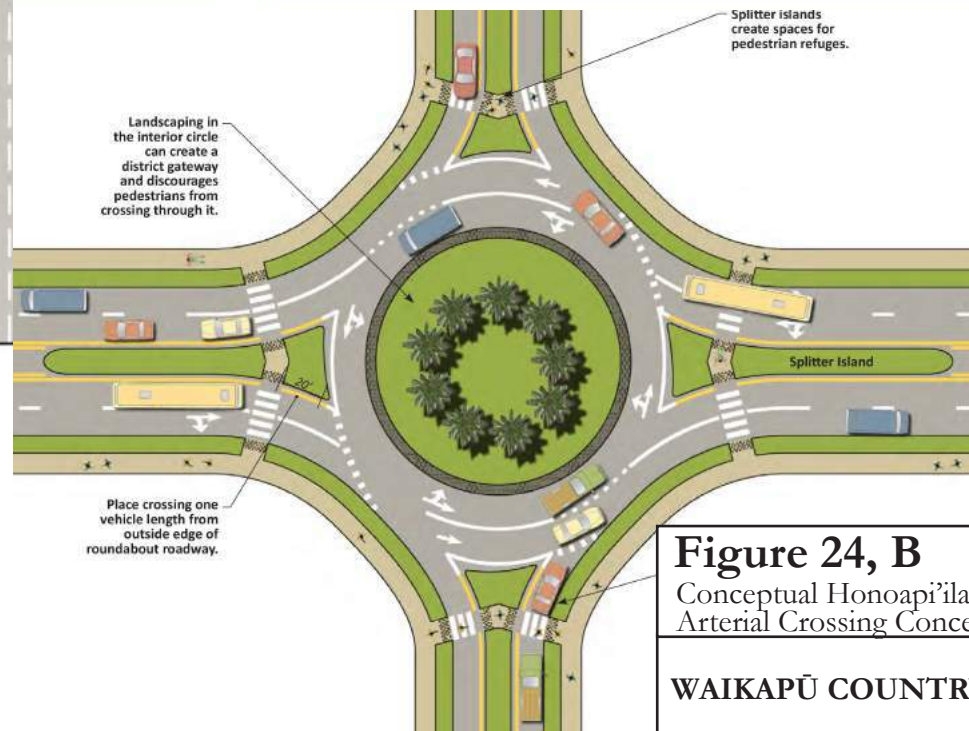 Splitter islands
create spaces for
pedestrian refuges.
Landscaping in
the interior circle
can create a
district gateway
and discourages
pedestrians from
crossing through it.
Splitter Island
20'
Place crossing one
vehicle length from
outside edge of
roundabout roadway.
Figure 24, B
Conceptual Honoapi’ila
Arterial Crossing Conce
WAIKAPŪ COUNTR